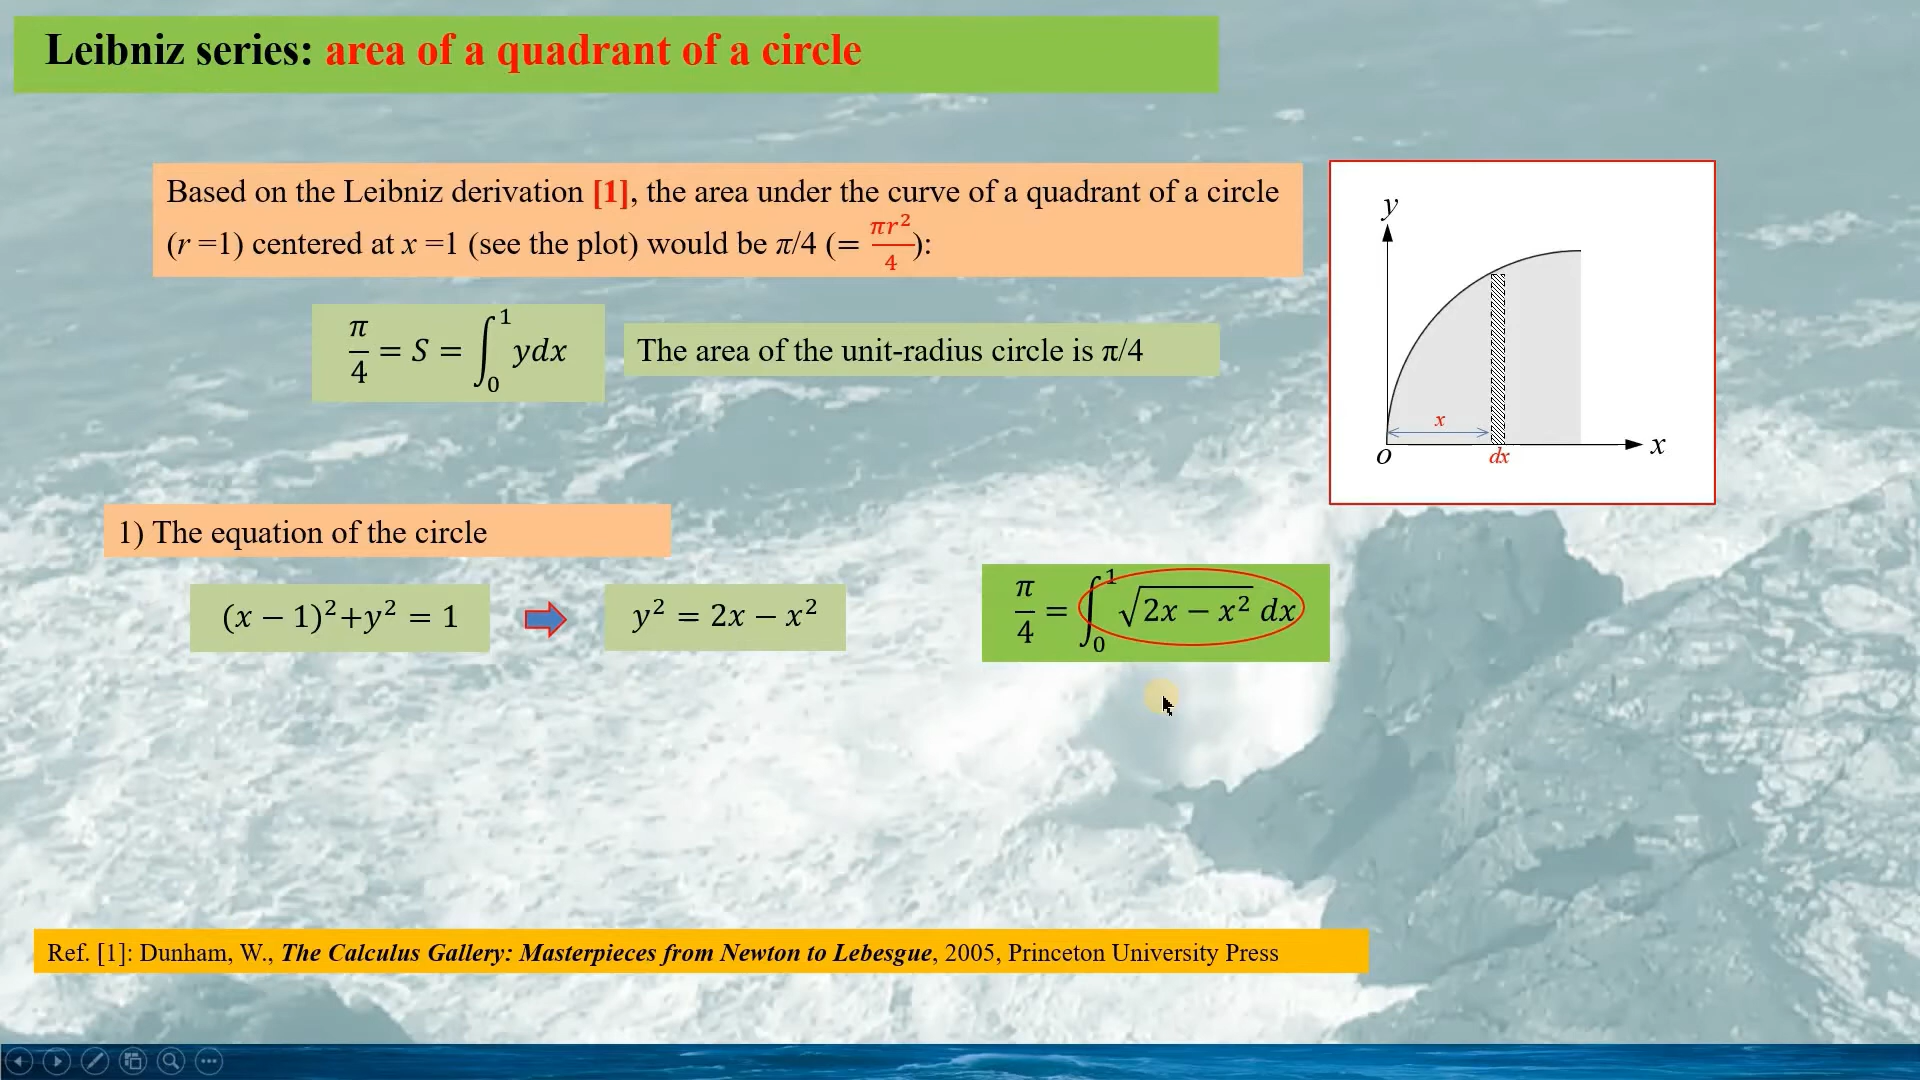 Leibniz series: area of a quadrant of a circle
Based on the Leibniz derivation [1], the area under the curve of a quadrant of a circle
(r =1) centered at x =1 (see the plot) would be π/4 (= πr²/4):
π/4 = S = ∫₀¹ ydx
The area of the unit-radius circle is π/4
y
x
o
dx
x
1) The equation of the circle
(x − 1)²+y² = 1
y² = 2x − x²
π/4 = ∫₀¹ √(2x − x²) dx
Ref. [1]: Dunham, W., The Calculus Gallery: Masterpieces from Newton to Lebesgue, 2005, Princeton University Press